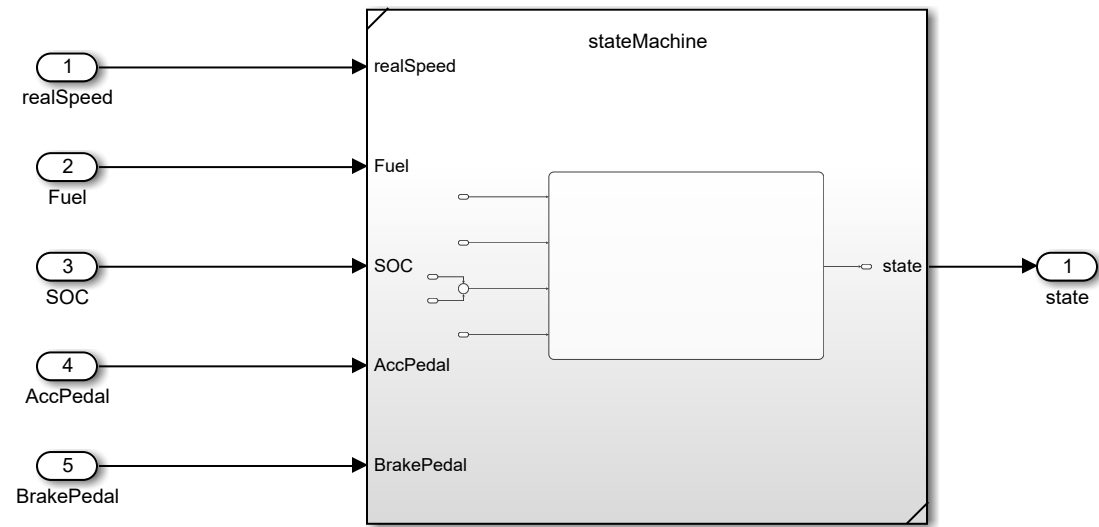 stateMachine
1
realSpeed
realSpeed
2
Fuel
Fuel
3
SOC
SOC
state
1
state
4
AccPedal
AccPedal
5
BrakePedal
BrakePedal